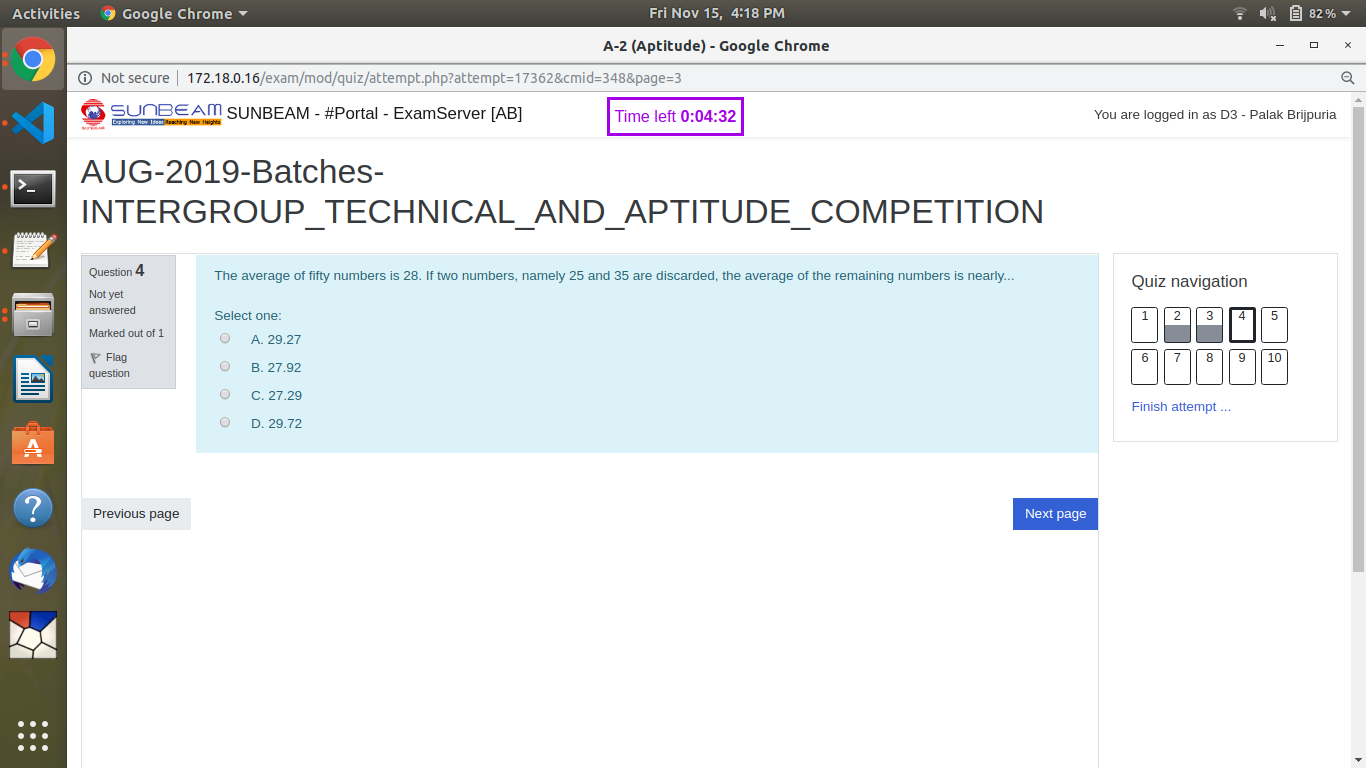 Activities
Google Chrome
Fri Nov 15, 4:18 PM
82 %
A-2 (Aptitude) - Google Chrome
Not secure
172.18.0.16/exam/mod/quiz/attempt.php?attempt=17362&cmid=348&page=3
SUNBEAM
SUNBEAM
Exploring New Ideas Reaching New Heights
SUNBEAM - #Portal - ExamServer [AB]
Time left 0:04:32
You are logged in as D3 - Palak Brijpuria
AUG-2019-Batches-
INTERGROUP_TECHNICAL_AND_APTITUDE_COMPETITION
Question 4
Not yet
answered
Marked out of 1
Flag
question
The average of fifty numbers is 28. If two numbers, namely 25 and 35 are discarded, the average of the remaining numbers is nearly...
Select one:
A. 29.27
B. 27.92
C. 27.29
D. 29.72
Previous page
Next page
Quiz navigation
1 2 3 4 5
6 7 8 9 10
Finish attempt ...